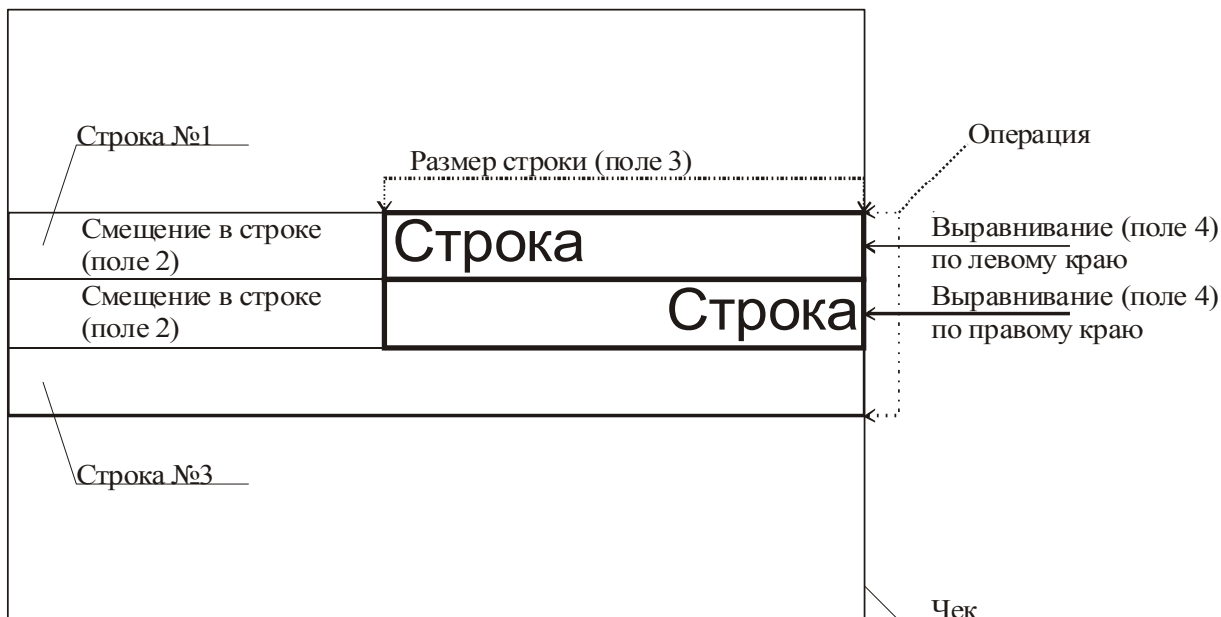 Строка №1
Операция
Размер строки (поле 3)
Смещение в строке
(поле 2)
Строка
Выравнивание (поле 4)
по левому краю
Смещение в строке
(поле 2)
Строка
Выравнивание (поле 4)
по правому краю
Строка №3
Чек